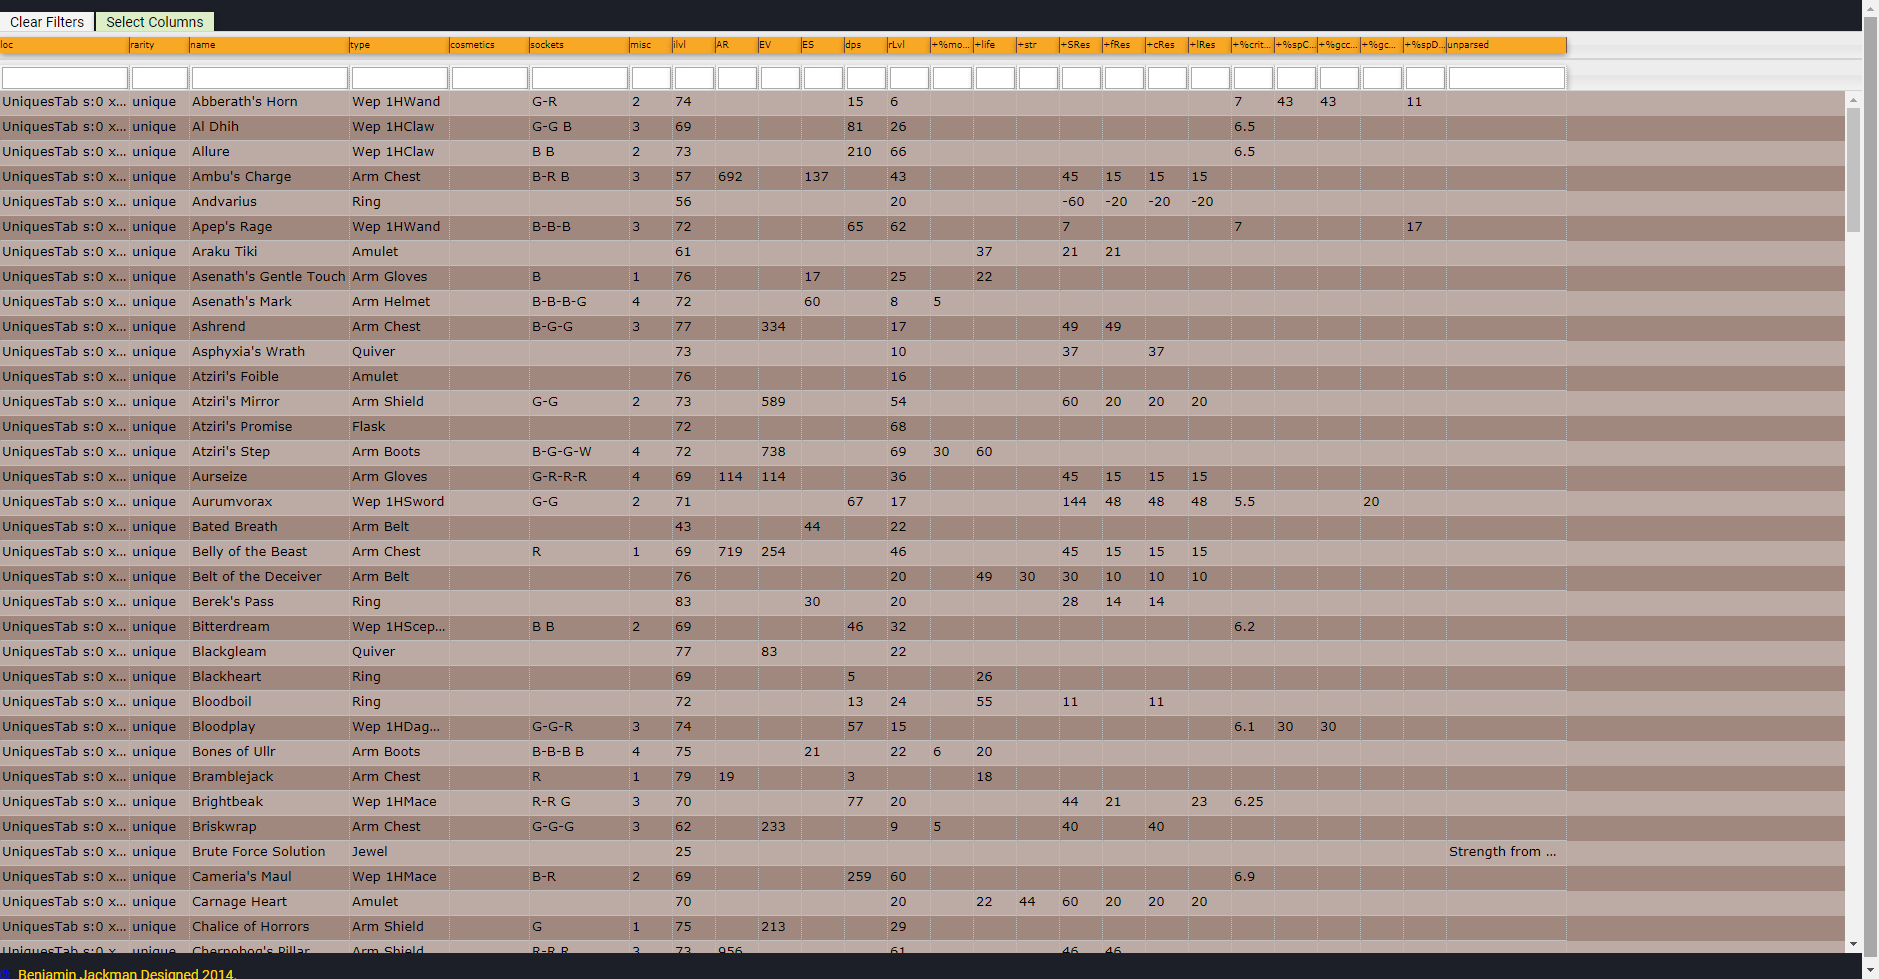 Clear Filters Select Columns
loc rarity name type cosmetics sockets misc ilvl AR EV ES dps rLvl +%mo... +life +str +SRes +fRes +cRes +lRes +%crit... +%spC... +%gcc... +%gc... +%spD... unparsed
UniquesTab s:0 x... unique Abberath's Horn Wep 1HWand G-R 2 74 15 6 7 43 43 11
UniquesTab s:0 x... unique Al Dhih Wep 1HClaw G-G B 3 69 81 26 6.5
UniquesTab s:0 x... unique Allure Wep 1HClaw B B 2 73 210 66 6.5
UniquesTab s:0 x... unique Ambu's Charge Arm Chest B-R B 3 57 692 137 43 45 15 15 15
UniquesTab s:0 x... unique Andvarius Ring 56 20 -60 -20 -20 -20
UniquesTab s:0 x... unique Apep's Rage Wep 1HWand B-B-B 3 72 65 62 7 7 17
UniquesTab s:0 x... unique Araku Tiki Amulet 61 37 21 21
UniquesTab s:0 x... unique Asenath's Gentle Touch Arm Gloves B 1 76 17 25 22
UniquesTab s:0 x... unique Asenath's Mark Arm Helmet B-B-B-G 4 72 60 8 5
UniquesTab s:0 x... unique Ashrend Arm Chest B-G-G 3 77 334 17 49 49
UniquesTab s:0 x... unique Asphyxia's Wrath Quiver 73 10 37 37
UniquesTab s:0 x... unique Atziri's Foible Amulet 76 16
UniquesTab s:0 x... unique Atziri's Mirror Arm Shield G-G 2 73 589 54 60 20 20 20
UniquesTab s:0 x... unique Atziri's Promise Flask 72 68
UniquesTab s:0 x... unique Atziri's Step Arm Boots B-G-G-W 4 72 738 69 30 60
UniquesTab s:0 x... unique Aurseize Arm Gloves G-R-R-R 4 69 114 114 36 45 15 15 15
UniquesTab s:0 x... unique Aurumvorax Wep 1HSword G-G 2 71 67 17 144 48 48 48 5.5 20
UniquesTab s:0 x... unique Bated Breath Arm Belt 43 44 22
UniquesTab s:0 x... unique Belly of the Beast Arm Chest R 1 69 719 254 46 45 15 15 15
UniquesTab s:0 x... unique Belt of the Deceiver Arm Belt 76 20 49 30 30 10 10 10
UniquesTab s:0 x... unique Berek's Pass Ring 83 30 20 28 14 14
UniquesTab s:0 x... unique Bitterdream Wep 1HScep... B B 2 69 46 32 6.2
UniquesTab s:0 x... unique Blackgleam Quiver 77 83 22
UniquesTab s:0 x... unique Blackheart Ring 69 5 26
UniquesTab s:0 x... unique Bloodboil Ring 72 13 24 55 11 11
UniquesTab s:0 x... unique Bloodplay Wep 1HDag... G-G-R 3 74 57 15 6.1 30 30
UniquesTab s:0 x... unique Bones of Ullr Arm Boots B-B-B B 4 75 21 22 6 20
UniquesTab s:0 x... unique Bramblejack Arm Chest R 1 79 19 3 18
UniquesTab s:0 x... unique Brightbeak Wep 1HMace R-R G 3 70 77 20 44 21 23 6.25
UniquesTab s:0 x... unique Briskwrap Arm Chest G-G-G 3 62 233 9 5 40 40
UniquesTab s:0 x... unique Brute Force Solution Jewel 25 Strength from ...
UniquesTab s:0 x... unique Cameria's Maul Wep 1HMace B-R 2 69 259 60 6.9
UniquesTab s:0 x... unique Carnage Heart Amulet 70 20 22 44 60 20 20 20
UniquesTab s:0 x... unique Chalice of Horrors Arm Shield G 1 75 213 29
UniquesTab s:0 x... unique Chernobog's Pillar Arm Shield R-R R 3 73 956 61 46 46
Benjamin Jackman Designed 2014.